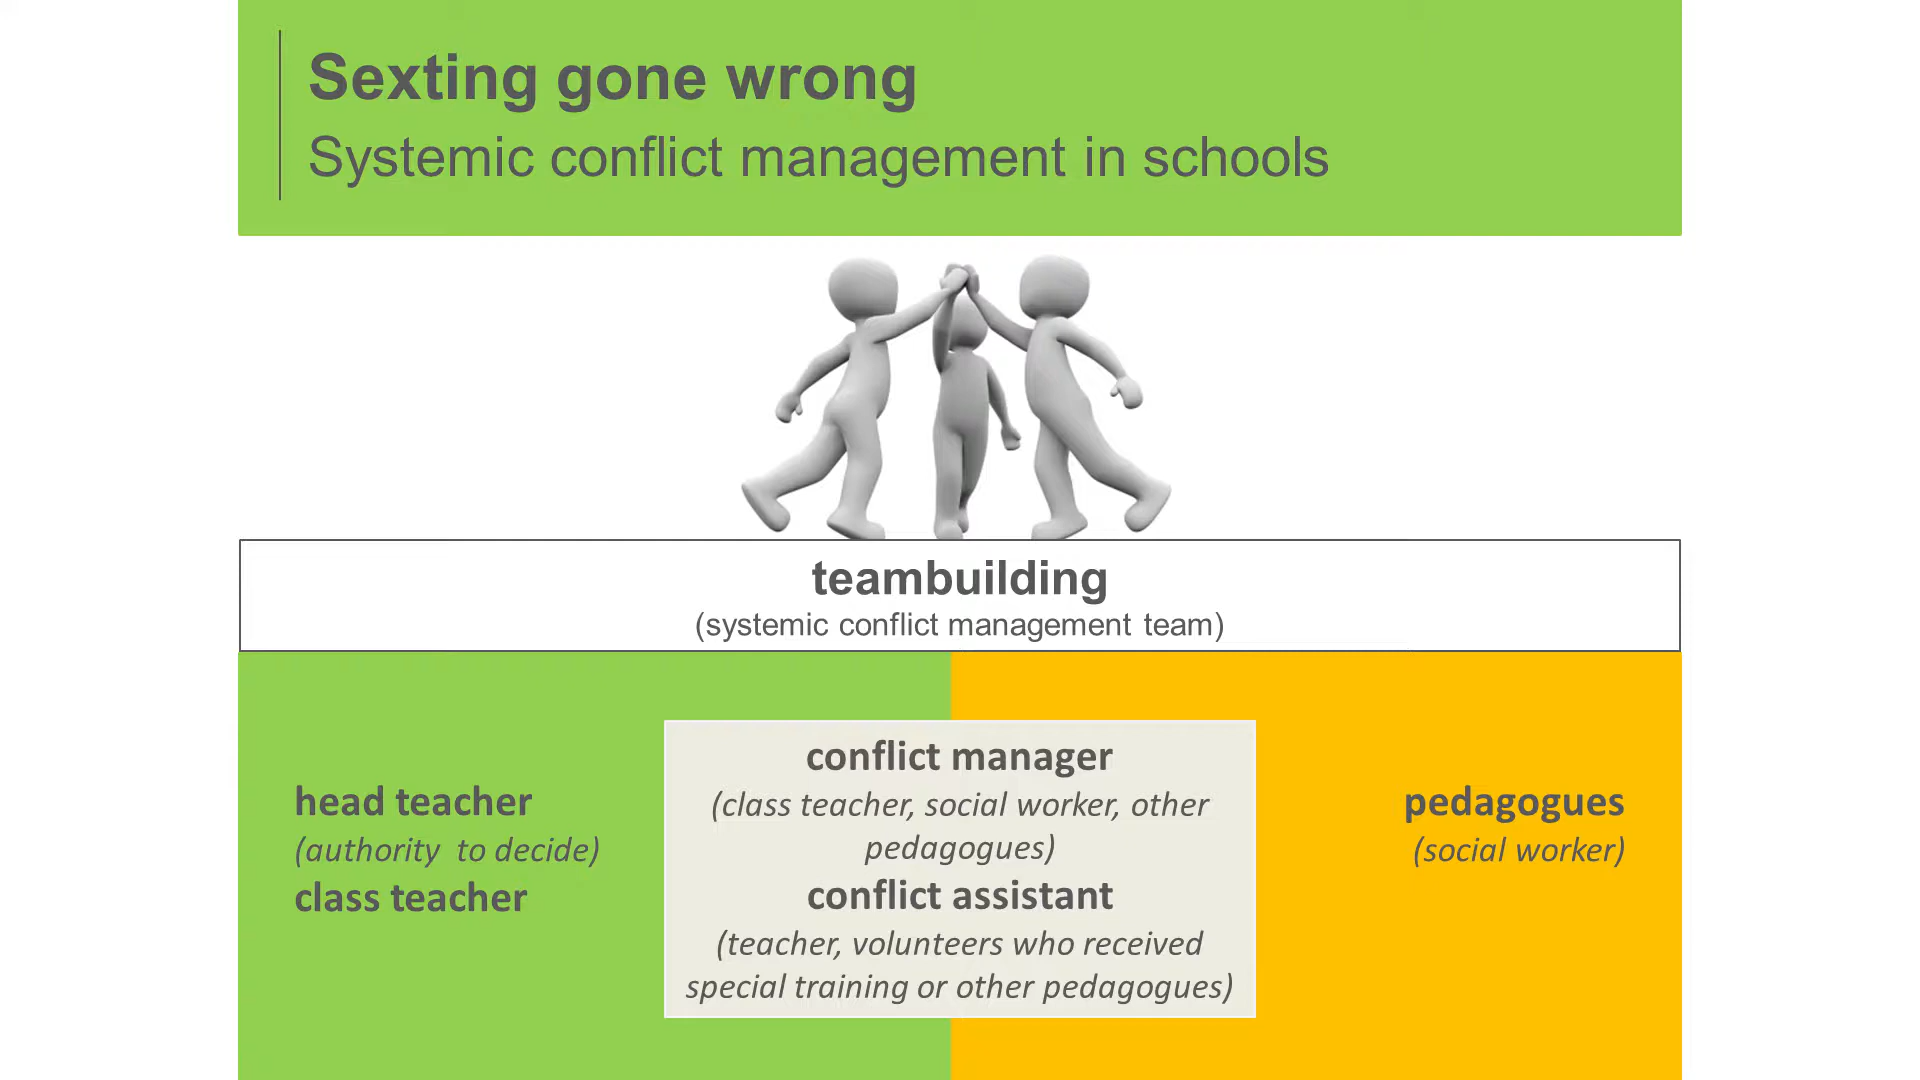 Sexting gone wrong
Systemic conflict management in schools
teambuilding
(systemic conflict management team)
head teacher
(authority to decide)
class teacher
conflict manager
(class teacher, social worker, other
pedagogues)
conflict assistant
(teacher, volunteers who received
special training or other pedagogues)
pedagogues
(social worker)